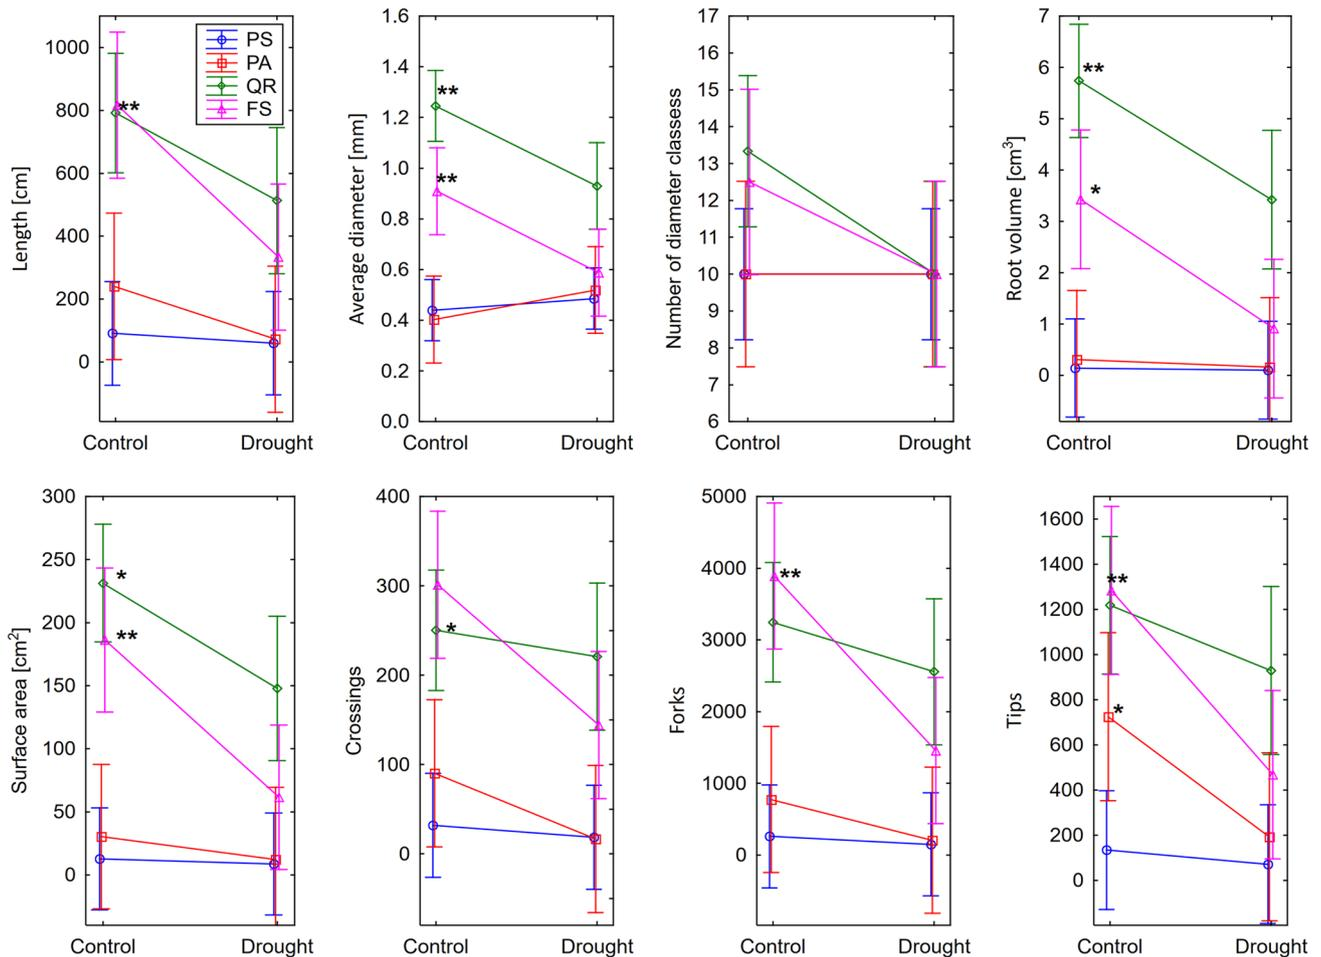 Length [cm]
1000
800
600
400
200
0
**
PS
PA
QR
FS
Control
Drought
Average diameter [mm]
1.6
1.4
1.2
1.0
0.8
0.6
0.4
0.2
0.0
**
**
Control
Drought
Number of diameter classess
17
16
15
14
13
12
11
10
9
8
7
6
Control
Drought
Root volume [cm³]
7
6
5
4
3
2
1
0
**
*
Control
Drought
Surface area [cm²]
300
250
200
150
100
50
0
*
**
Control
Drought
Crossings
400
300
200
100
0
*
Control
Drought
Forks
5000
4000
3000
2000
1000
0
**
Control
Drought
Tips
1600
1400
1200
1000
800
600
400
200
0
**
*
Control
Drought